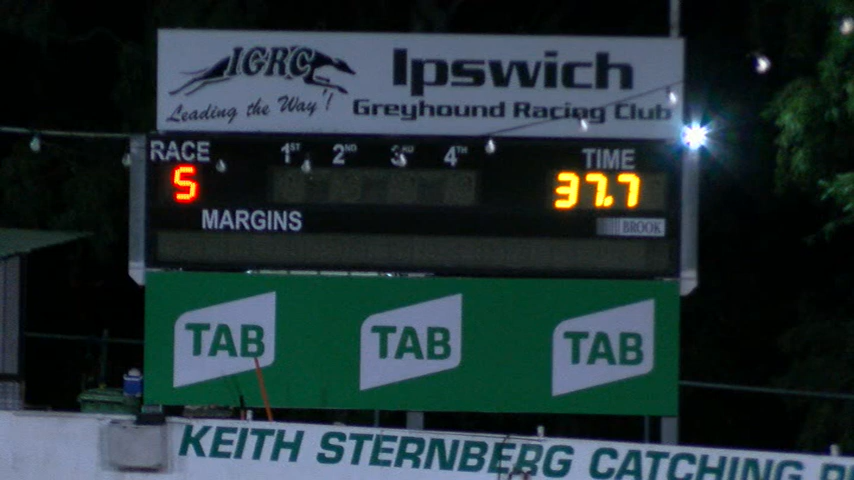 IGRC
Leading the Way!
Ipswich
Greyhound Racing Club
RACE 1ST 2ND 3RD 4TH TIME
5 37.7
MARGINS BROOK
TAB TAB TAB
KEITH STERNBERG CATCHING